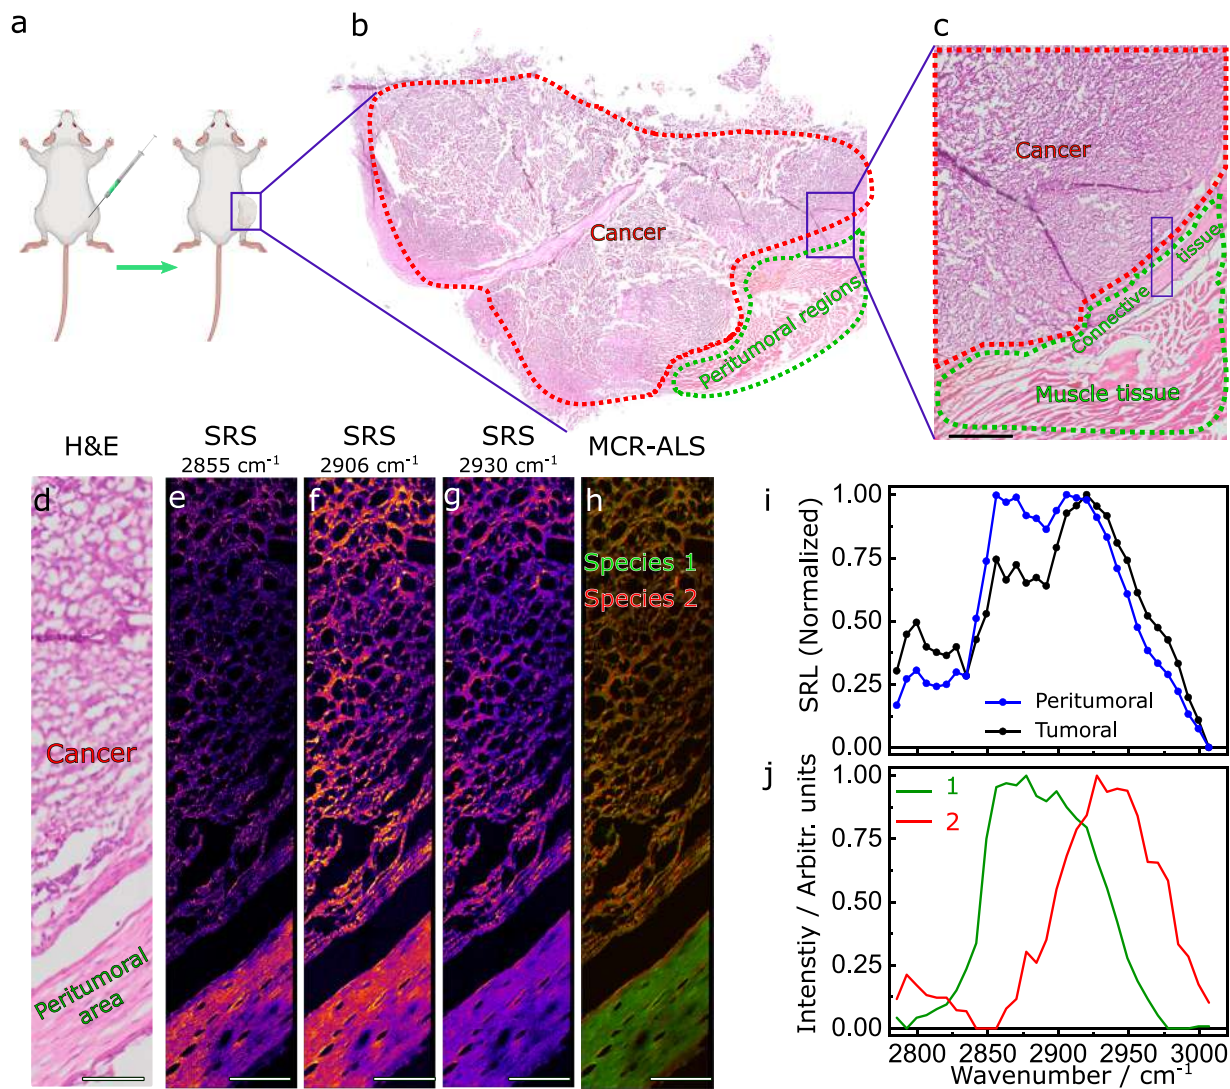 a
b
c
Cancer
Peritumoral regions
Cancer
Connective tissue
Muscle tissue
H&E
SRS
2855 cm⁻¹
SRS
2906 cm⁻¹
SRS
2930 cm⁻¹
MCR-ALS
d
e
f
g
h
Cancer
Peritumoral
area
Species 1
Species 2
i
SRL (Normalized)
1.00
0.75
0.50
0.25
0.00
Peritumoral
Tumoral
j
Intenstiy / Arbitr. units
1.00
0.75
0.50
0.25
0.00
1
2
2800 2850 2900 2950 3000
Wavenumber / cm⁻¹